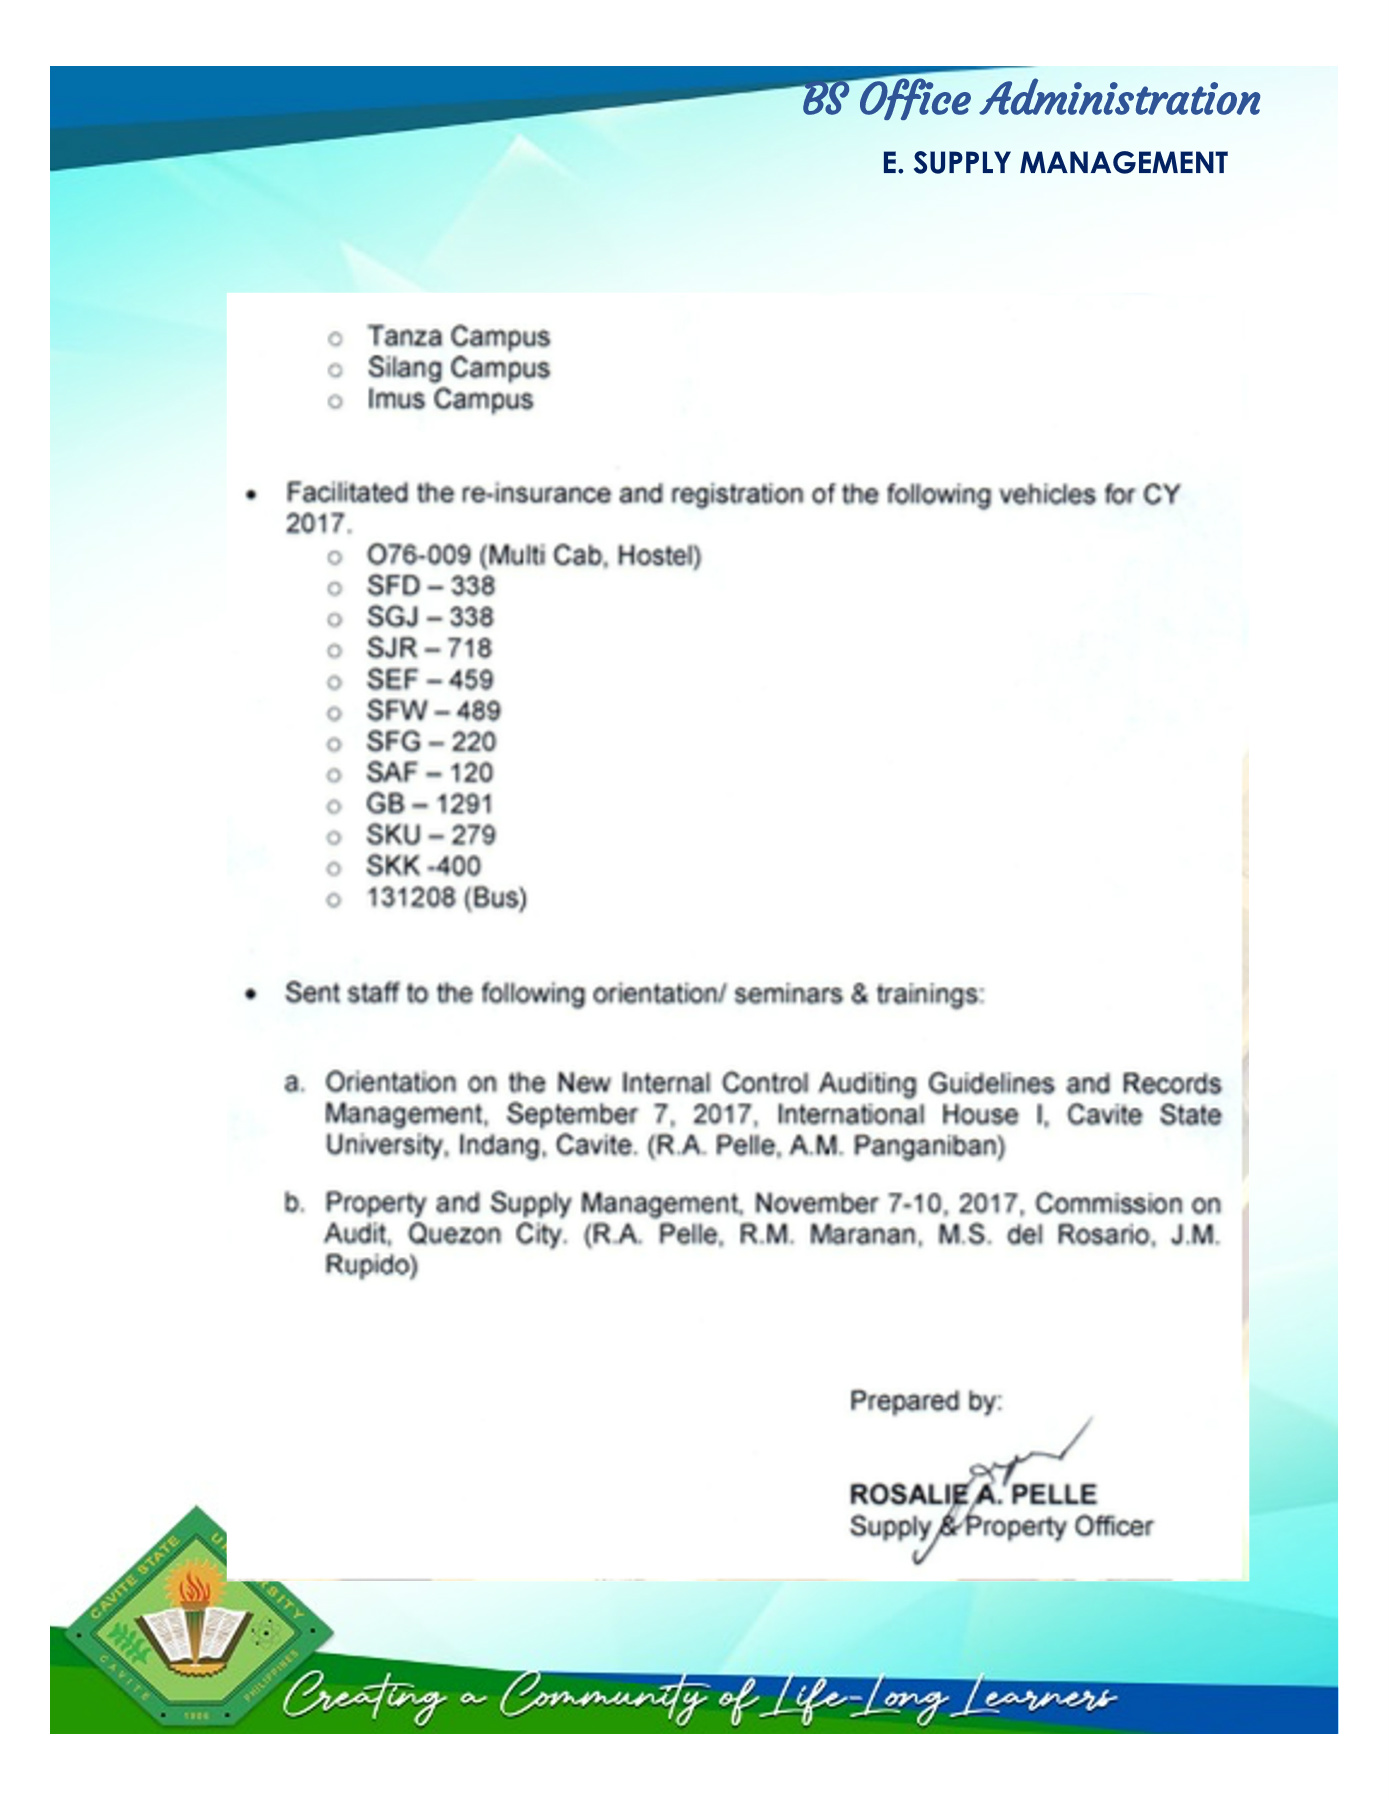 BS Office Administration
E. SUPPLY MANAGEMENT
o Tanza Campus
o Silang Campus
o Imus Campus
• Facilitated the re-insurance and registration of the following vehicles for CY
2017.
o O76-009 (Multi Cab, Hostel)
o SFD – 338
o SGJ – 338
o SJR – 718
o SEF – 459
o SFW – 489
o SFG – 220
o SAF – 120
o GB – 1291
o SKU – 279
o SKK -400
o 131208 (Bus)
• Sent staff to the following orientation/ seminars & trainings:
a. Orientation on the New Internal Control Auditing Guidelines and Records
Management, September 7, 2017, International House I, Cavite State
University, Indang, Cavite. (R.A. Pelle, A.M. Panganiban)
b. Property and Supply Management, November 7-10, 2017, Commission on
Audit, Quezon City. (R.A. Pelle, R.M. Maranan, M.S. del Rosario, J.M.
Rupido)
Prepared by:
ROSALIE A. PELLE
Supply & Property Officer
CAVITE STATE
CAVITE
PHILIPPINES
1906
Creating a Community of Life-Long Learners